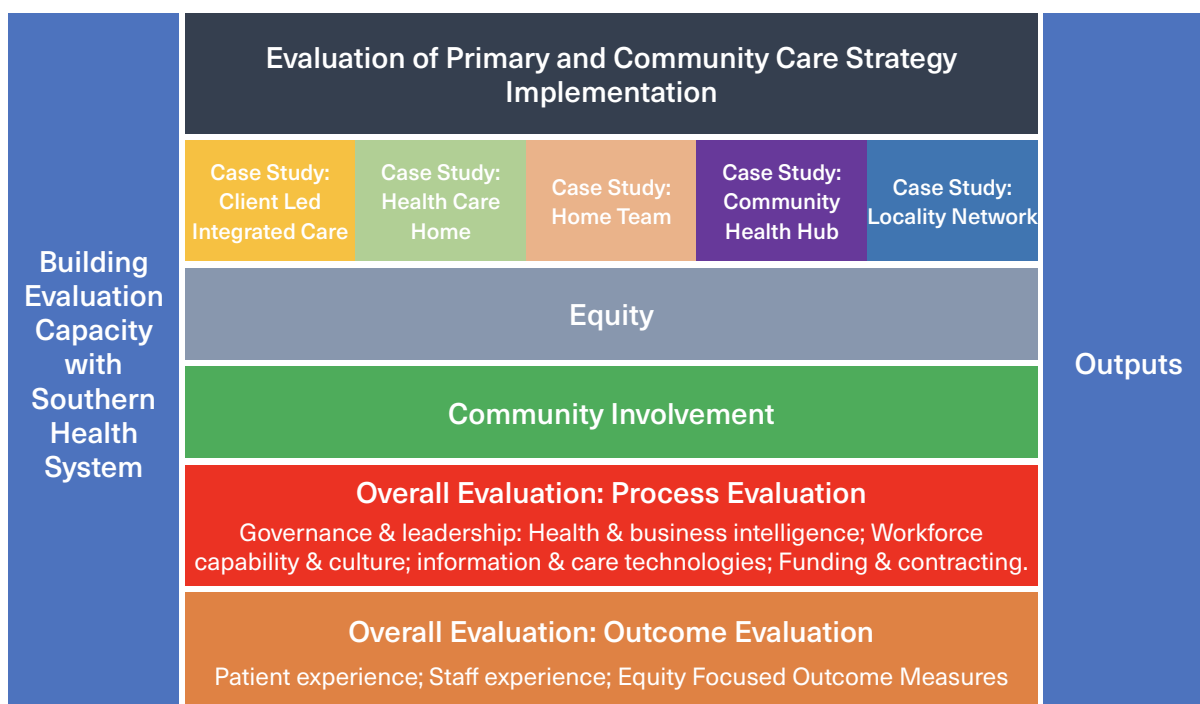 Building
Evaluation
Capacity
with
Southern
Health
System
Evaluation of Primary and Community Care Strategy
Implementation
Case Study:
Client Led
Integrated Care
Case Study:
Health Care
Home
Case Study:
Home Team
Case Study:
Community
Health Hub
Case Study:
Locality Network
Equity
Community Involvement
Overall Evaluation: Process Evaluation
Governance & leadership: Health & business intelligence; Workforce
capability & culture; information & care technologies; Funding & contracting.
Overall Evaluation: Outcome Evaluation
Patient experience; Staff experience; Equity Focused Outcome Measures
Outputs